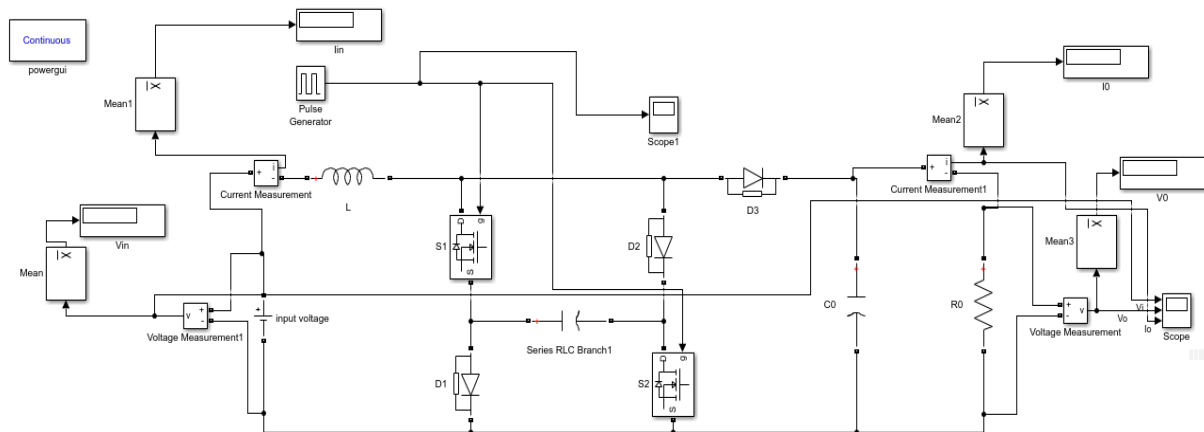 Continuous
powergui
Iin
Mean1
Pulse
Generator
Scope1
Mean2
I0
i
+
-
Current Measurement
L
D3
i
+
-
Current Measurement1
V0
Vin
Mean
D
g
S1
S
D2
Mean3
v
+
-
Voltage Measurement1
+
input voltage
C0
R0
+
v
-
Voltage Measurement
Vi
Vo
Io
Scope
Series RLC Branch1
D1
D
g
S2
S